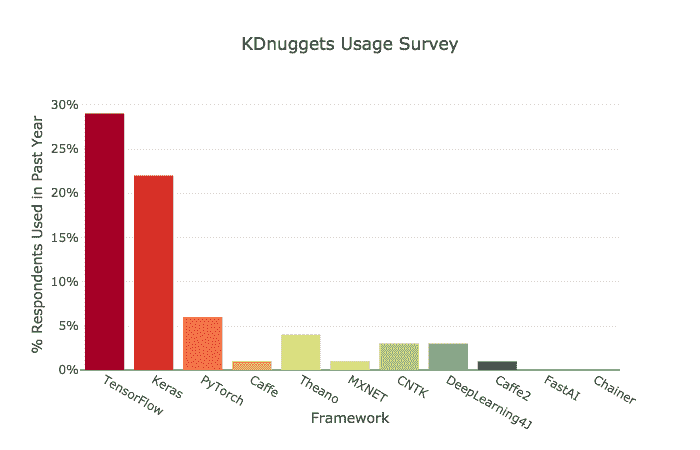 KDnuggets Usage Survey
% Respondents Used in Past Year
30%
25%
20%
15%
10%
5%
0%
TensorFlow
Keras
PyTorch
Caffe
Theano
MXNET
CNTK
DeepLearning4J
Caffe2
FastAI
Chainer
Framework